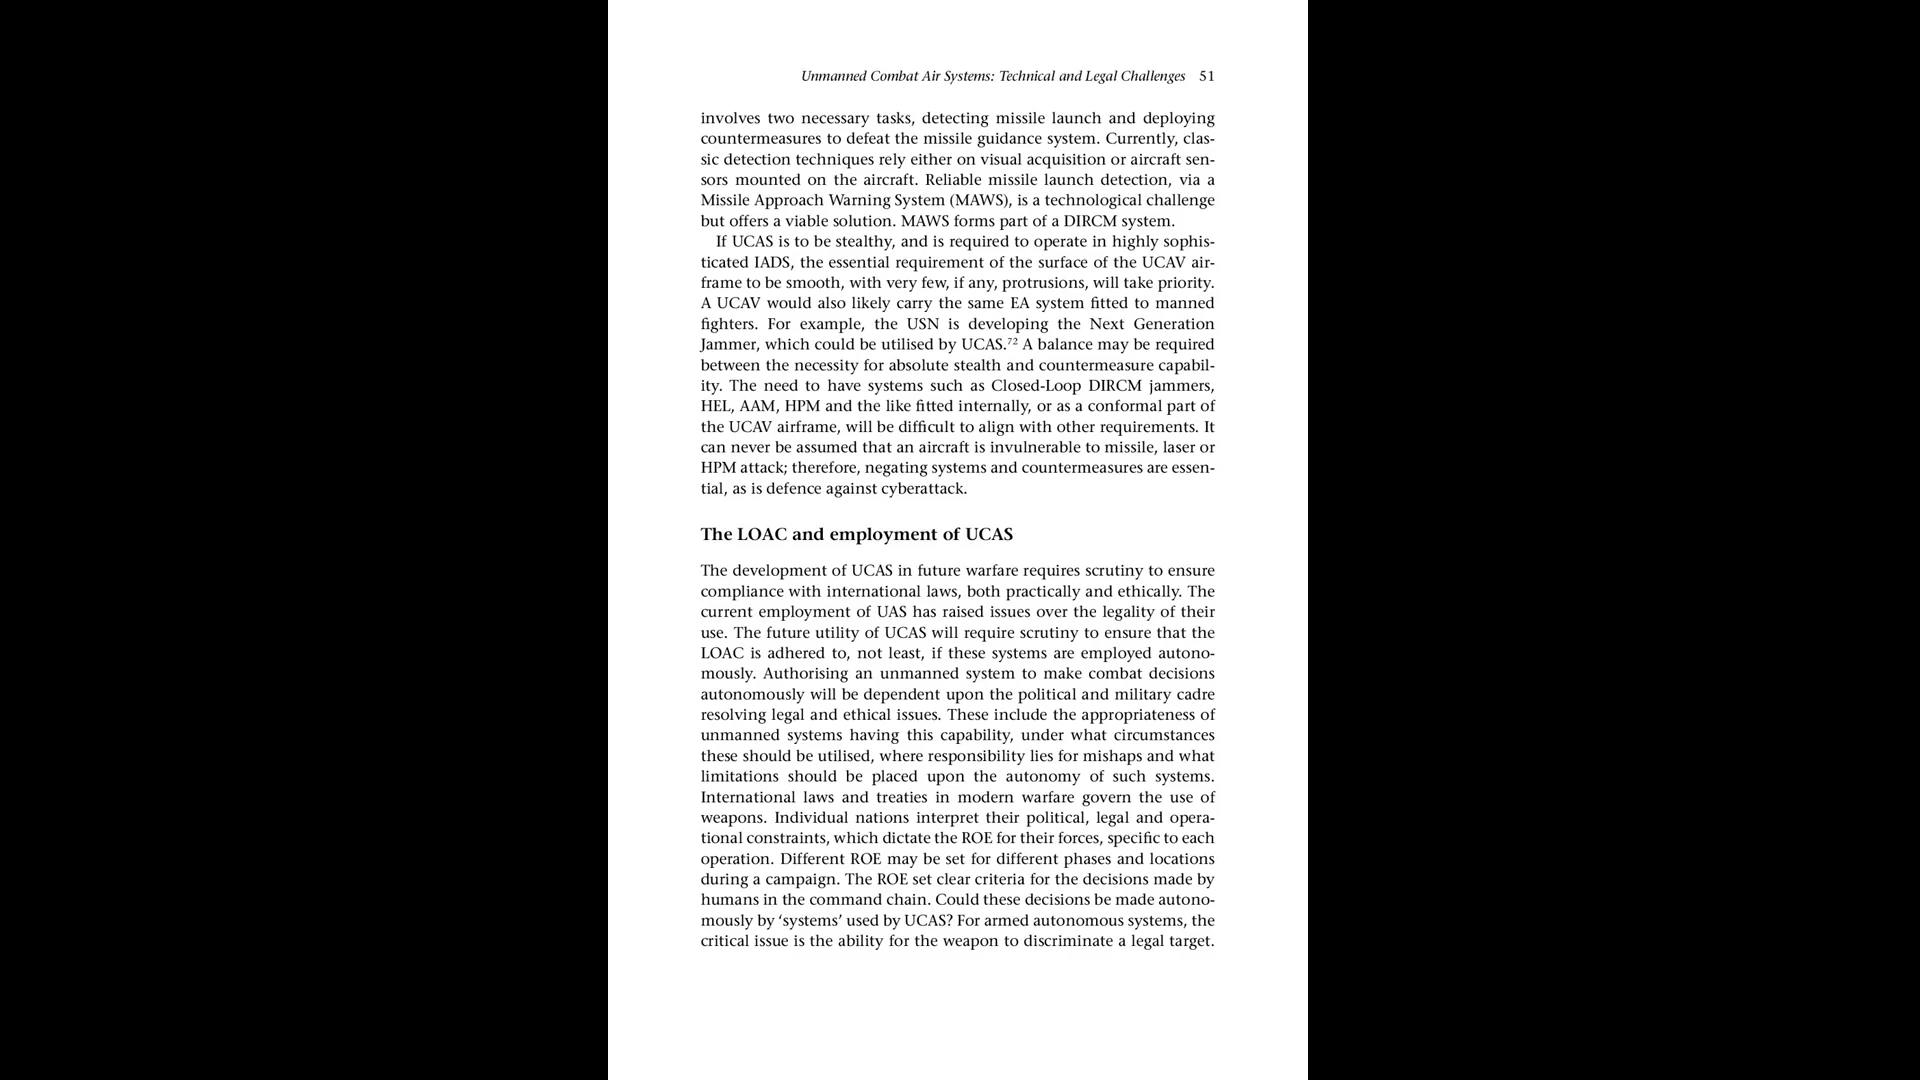 Unmanned Combat Air Systems: Technical and Legal Challenges 51
involves two necessary tasks, detecting missile launch and deploying
countermeasures to defeat the missile guidance system. Currently, clas-
sic detection techniques rely either on visual acquisition or aircraft sen-
sors mounted on the aircraft. Reliable missile launch detection, via a
Missile Approach Warning System (MAWS), is a technological challenge
but offers a viable solution. MAWS forms part of a DIRCM system.
If UCAS is to be stealthy, and is required to operate in highly sophis-
ticated IADS, the essential requirement of the surface of the UCAV air-
frame to be smooth, with very few, if any, protrusions, will take priority.
A UCAV would also likely carry the same EA system fitted to manned
fighters. For example, the USN is developing the Next Generation
Jammer, which could be utilised by UCAS.⁷² A balance may be required
between the necessity for absolute stealth and countermeasure capabil-
ity. The need to have systems such as Closed-Loop DIRCM jammers,
HEL, AAM, HPM and the like fitted internally, or as a conformal part of
the UCAV airframe, will be difficult to align with other requirements. It
can never be assumed that an aircraft is invulnerable to missile, laser or
HPM attack; therefore, negating systems and countermeasures are essen-
tial, as is defence against cyberattack.
The LOAC and employment of UCAS
The development of UCAS in future warfare requires scrutiny to ensure
compliance with international laws, both practically and ethically. The
current employment of UAS has raised issues over the legality of their
use. The future utility of UCAS will require scrutiny to ensure that the
LOAC is adhered to, not least, if these systems are employed autono-
mously. Authorising an unmanned system to make combat decisions
autonomously will be dependent upon the political and military cadre
resolving legal and ethical issues. These include the appropriateness of
unmanned systems having this capability, under what circumstances
these should be utilised, where responsibility lies for mishaps and what
limitations should be placed upon the autonomy of such systems.
International laws and treaties in modern warfare govern the use of
weapons. Individual nations interpret their political, legal and opera-
tional constraints, which dictate the ROE for their forces, specific to each
operation. Different ROE may be set for different phases and locations
during a campaign. The ROE set clear criteria for the decisions made by
humans in the command chain. Could these decisions be made autono-
mously by ‘systems’ used by UCAS? For armed autonomous systems, the
critical issue is the ability for the weapon to discriminate a legal target.